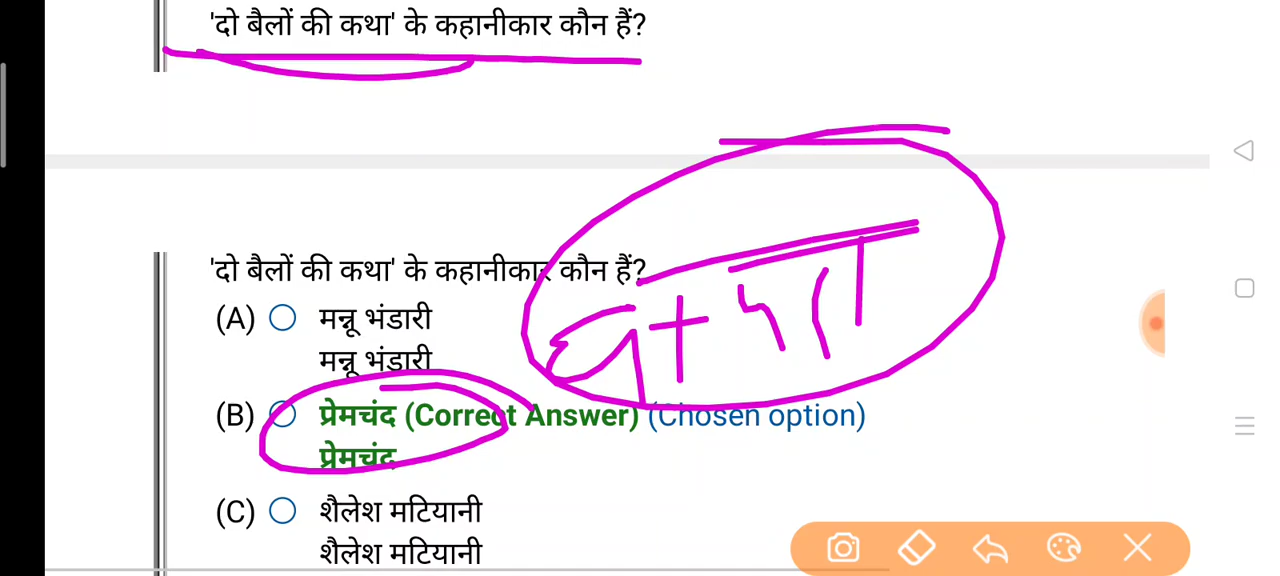 'दो बैलों की कथा' के कहानीकार कौन हैं?
'दो बैलों की कथा' के कहानीकार कौन हैं?
(A) मन्नू भंडारी
मन्नू भंडारी
(B) प्रेमचंद (Correct Answer) (Chosen option)
प्रेमचंद
(C) शैलेश मटियानी
शैलेश मटियानी